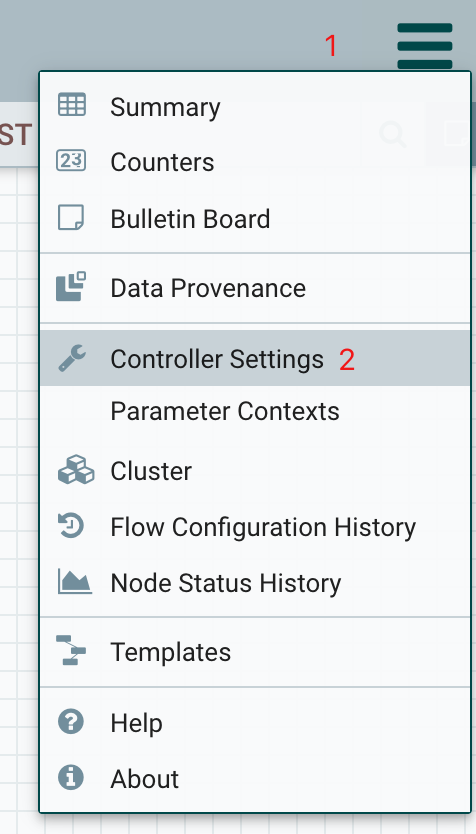 1
ST
Summary
23 Counters
Bulletin Board
Data Provenance
Controller Settings 2
Parameter Contexts
Cluster
Flow Configuration History
Node Status History
Templates
? Help
i About